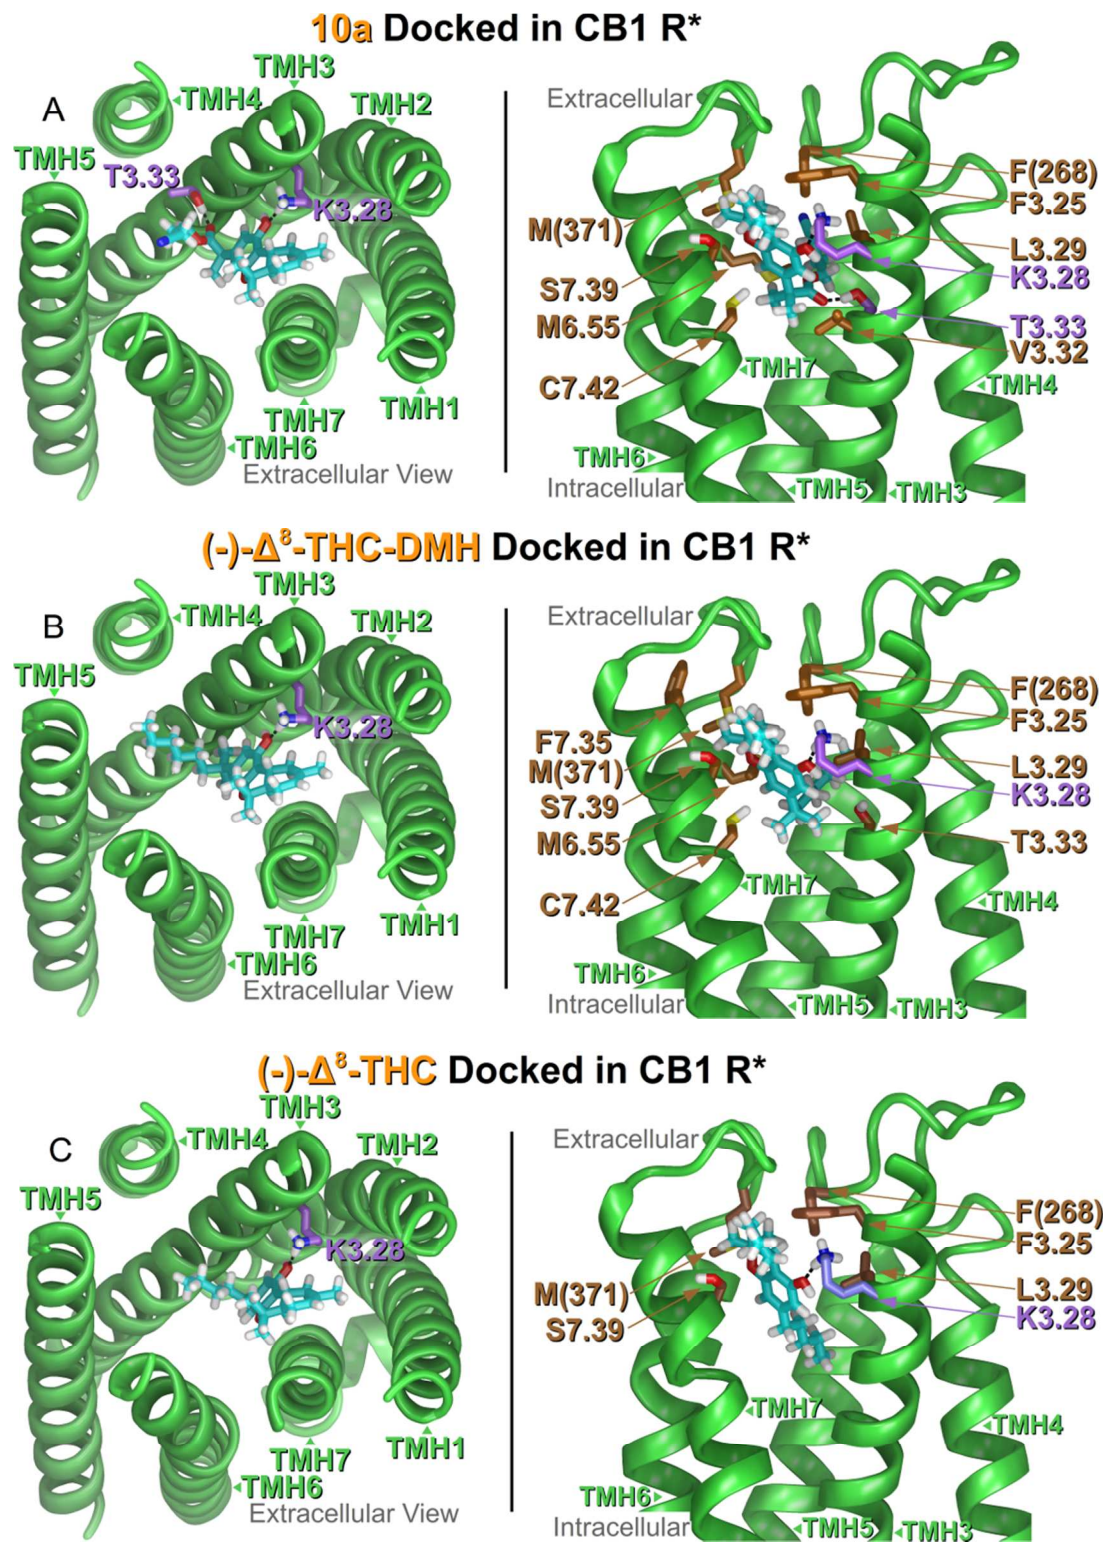 10a Docked in CB1 R*
A
TMH3
TMH4
TMH2
TMH5
T3.33
K3.28
TMH7
TMH1
TMH6
Extracellular View
Extracellular
F(268)
F3.25
M(371)
L3.29
S7.39
K3.28
M6.55
T3.33
V3.32
C7.42
TMH7
TMH4
TMH6
Intracellular
TMH5
TMH3
(-)-Δ⁸-THC-DMH Docked in CB1 R*
B
TMH3
TMH4
TMH2
TMH5
K3.28
TMH7
TMH1
TMH6
Extracellular View
Extracellular
F(268)
F3.25
F7.35
M(371)
L3.29
S7.39
K3.28
M6.55
T3.33
C7.42
TMH7
TMH4
TMH6
Intracellular
TMH5
TMH3
(-)-Δ⁸-THC Docked in CB1 R*
C
TMH3
TMH4
TMH2
TMH5
K3.28
TMH7
TMH1
TMH6
Extracellular View
Extracellular
F(268)
F3.25
M(371)
L3.29
S7.39
K3.28
TMH7
TMH4
TMH6
Intracellular
TMH5
TMH3